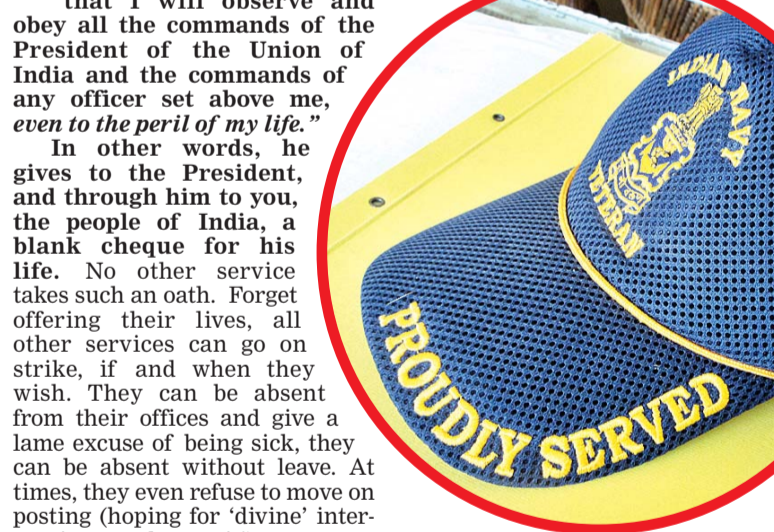 that I will observe and
obey all the commands of the
President of the Union of
India and the commands of
any officer set above me,
even to the peril of my life.”
In other words, he
gives to the President,
and through him to you,
the people of India, a
blank cheque for his
life. No other service
takes such an oath. Forget
offering their lives, all
other services can go on
strike, if and when they
wish. They can be absent
from their offices and give a
lame excuse of being sick, they
can be absent without leave. At
times, they even refuse to move on
posting (hoping for ‘divine’ inter-
INDIAN NAVY
VETERAN
PROUDLY SERVED